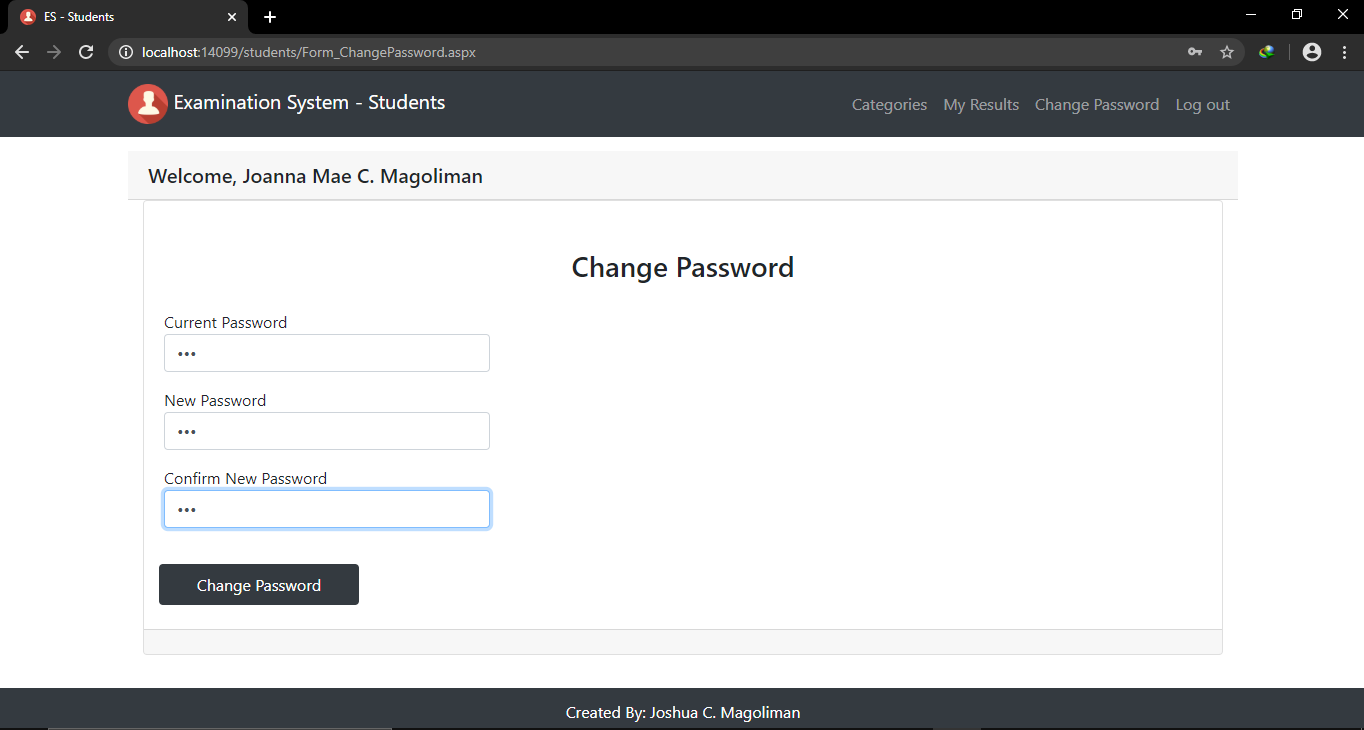 ES - Students
localhost:14099/students/Form_ChangePassword.aspx
Examination System - Students
Categories My Results Change Password Log out
Welcome, Joanna Mae C. Magoliman
Change Password
Current Password
•••
New Password
•••
Confirm New Password
•••
Change Password
Created By: Joshua C. Magoliman